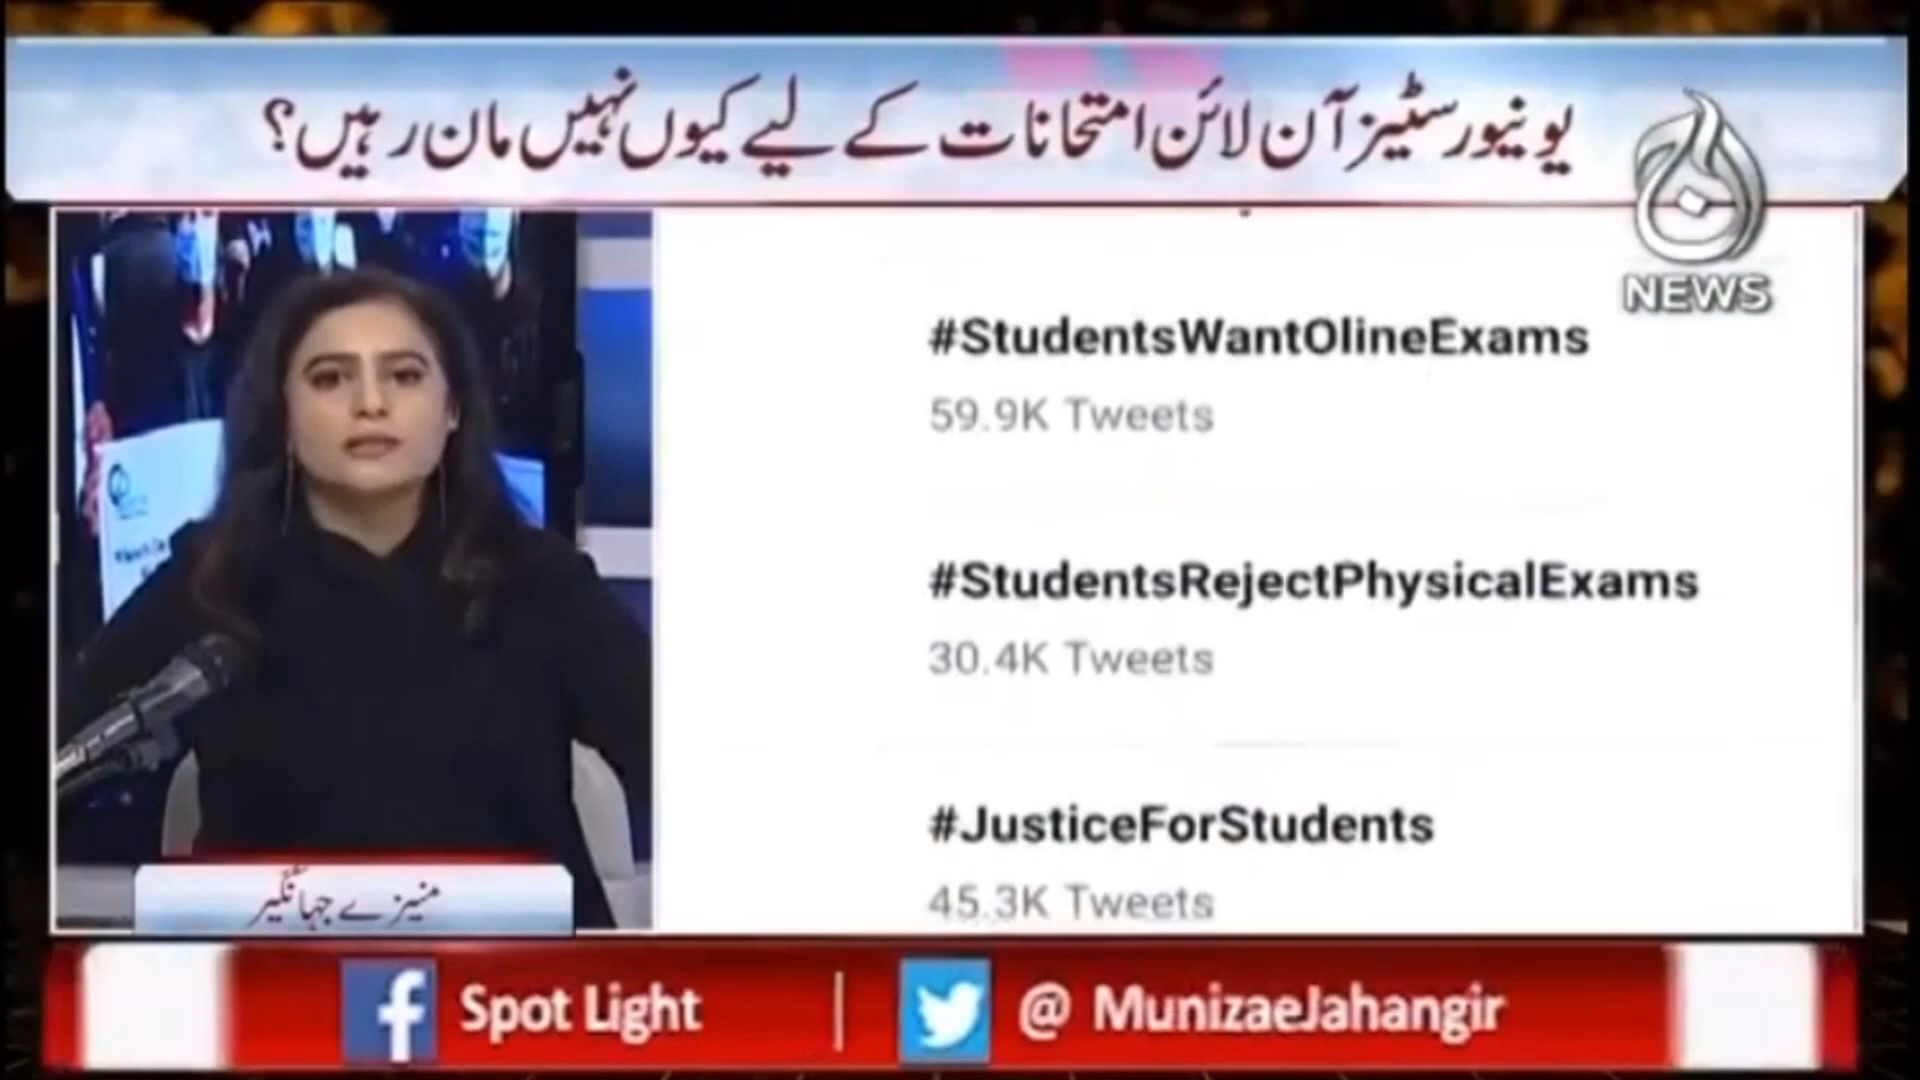 یونیورسٹیز آن لائن امتحانات کے لیے کیوں نہیں مان رہیں؟
آج
NEWS
#StudentsWantOlineExams
59.9K Tweets
#StudentsRejectPhysicalExams
30.4K Tweets
#JusticeForStudents
45.3K Tweets
منیزے جہانگیر
Spot Light | @ MunizaeJahangir